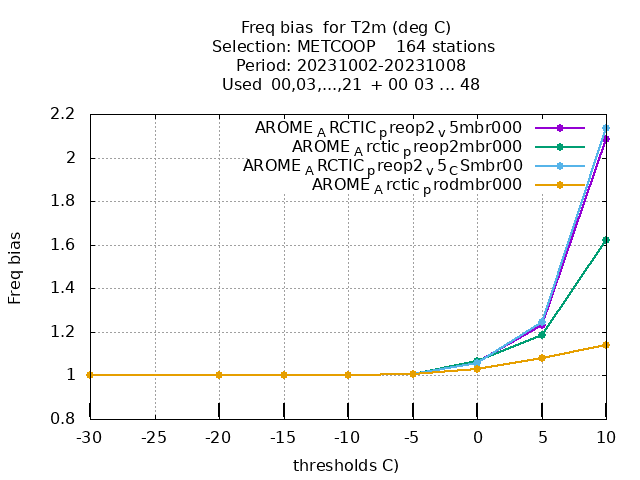 Freq bias for T2m (deg C)
Selection: METCOOP 164 stations
Period: 20231002-20231008
Used 00,03,...,21 + 00 03 ... 48
AROME_ARCTIC_preop2_v5mbr000
AROME_Arctic_preop2mbr000
AROME_ARCTIC_preop2_v5_CSmbr00
AROME_Arctic_prodmbr000
Freq bias
2.2
2
1.8
1.6
1.4
1.2
1
0.8
-30 -25 -20 -15 -10 -5 0 5 10
thresholds C)